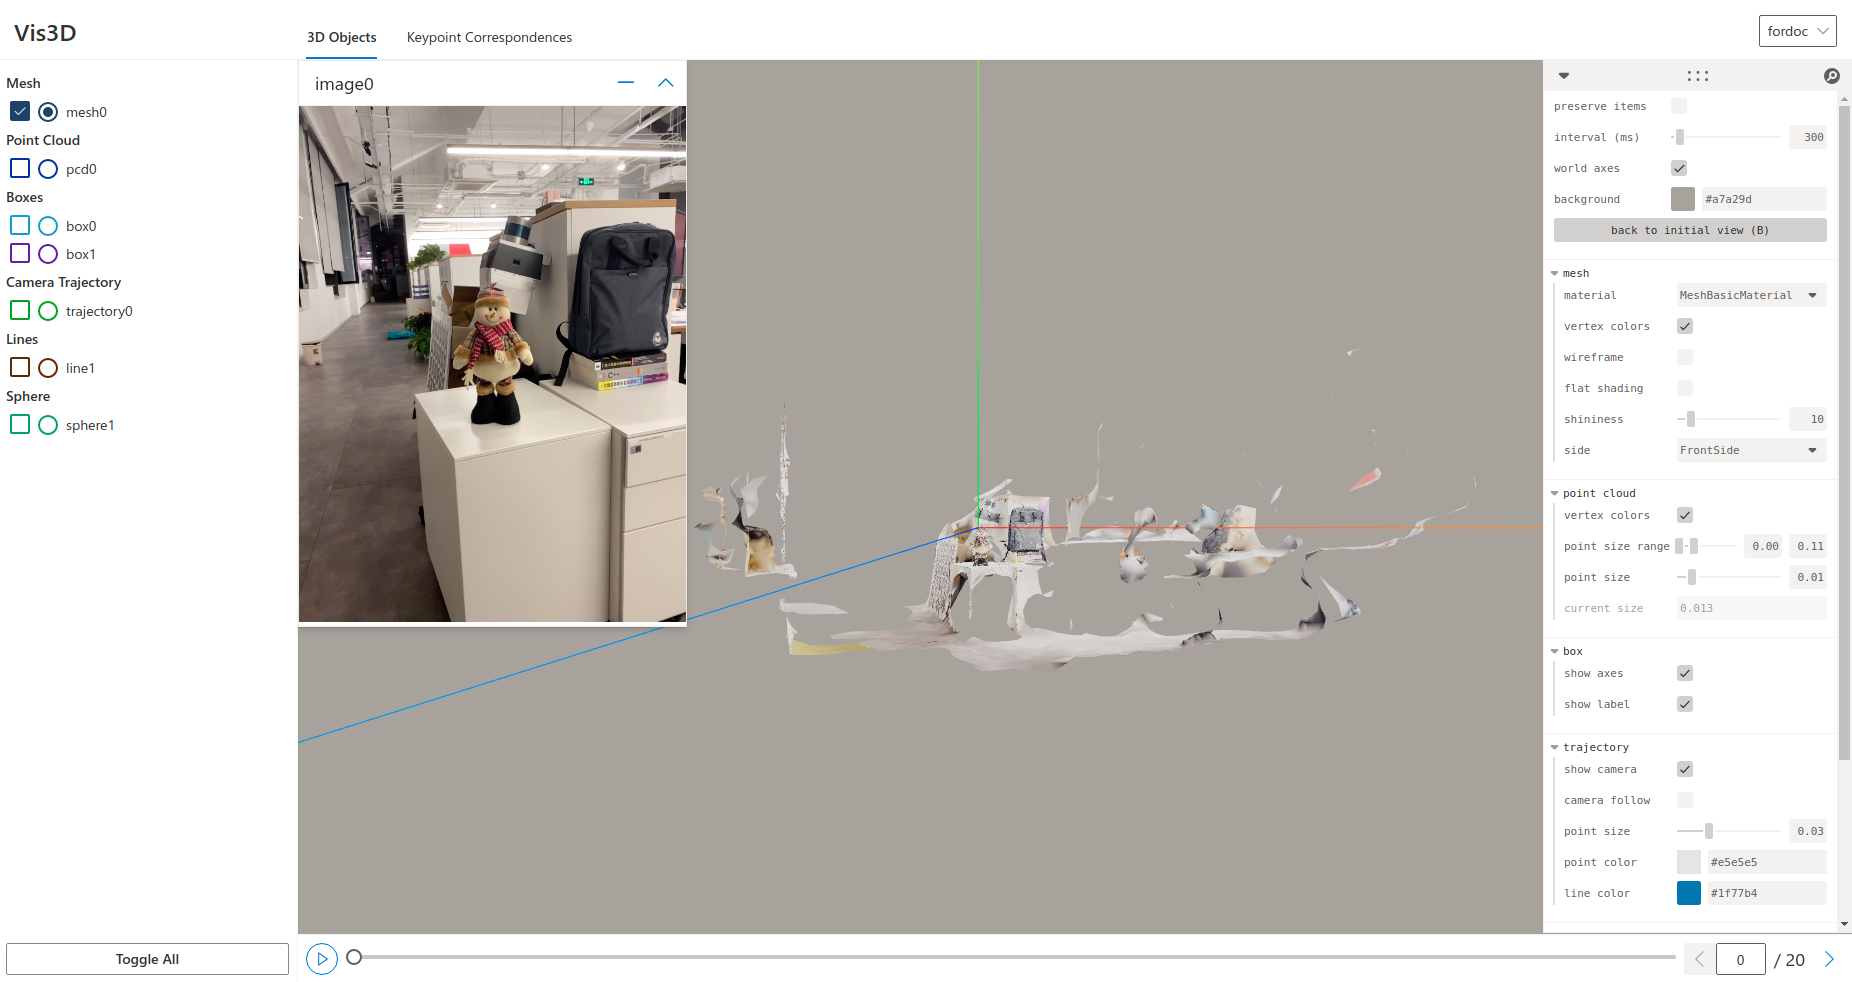 Vis3D
3D Objects
Keypoint Correspondences
fordoc
Mesh
mesh0
Point Cloud
pcd0
Boxes
box0
box1
Camera Trajectory
trajectory0
Lines
line1
Sphere
sphere1
Toggle All
image0
C++
preserve items
interval (ms) 300
world axes
background #a7a29d
back to initial view (B)
mesh
material MeshBasicMaterial
vertex colors
wireframe
flat shading
shininess 10
side FrontSide
point cloud
vertex colors
point size range 0.00 0.11
point size 0.01
current size 0.013
box
show axes
show label
trajectory
show camera
camera follow
point size 0.03
point color #e5e5e5
line color #1f77b4
0 / 20